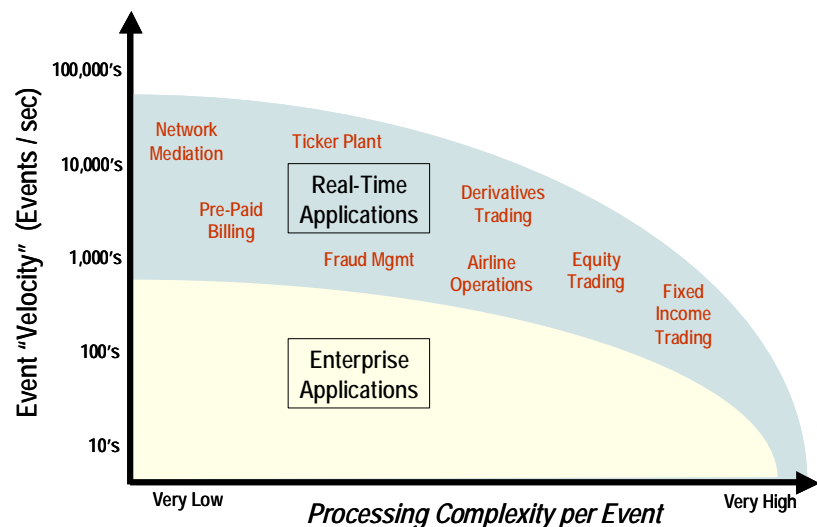 Event “Velocity” (Events / sec)
100,000's
10,000's
1,000's
100's
10's
Network
Mediation
Ticker Plant
Real-Time
Applications
Pre-Paid
Billing
Derivatives
Trading
Fraud Mgmt
Airline
Operations
Equity
Trading
Fixed
Income
Trading
Enterprise
Applications
Very Low
Processing Complexity per Event
Very High